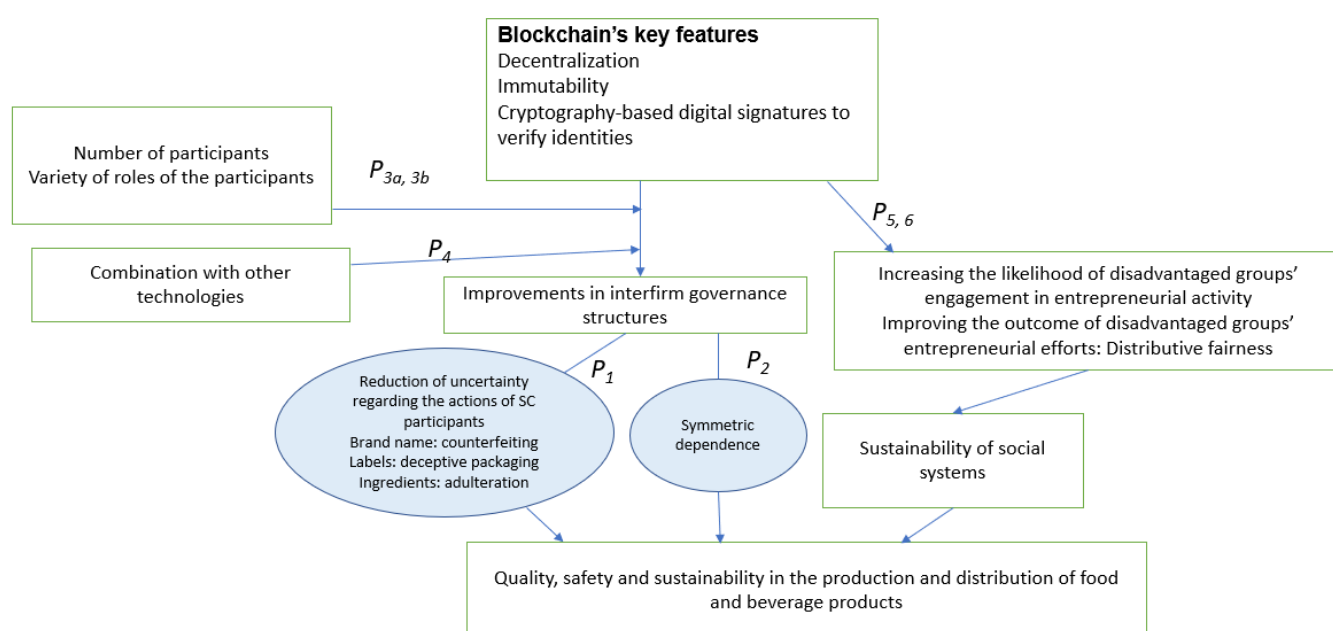 Blockchain's key features
Decentralization
Immutability
Cryptography-based digital signatures to
verify identities
Number of participants
Variety of roles of the participants
P3a, 3b
P5, 6
P4
Combination with other
technologies
Improvements in interfirm governance
structures
Increasing the likelihood of disadvantaged groups'
engagement in entrepreneurial activity
Improving the outcome of disadvantaged groups'
entrepreneurial efforts: Distributive fairness
P1
P2
Reduction of uncertainty
regarding the actions of SC
participants
Brand name: counterfeiting
Labels: deceptive packaging
Ingredients: adulteration
Symmetric
dependence
Sustainability of social
systems
Quality, safety and sustainability in the production and distribution of food
and beverage products